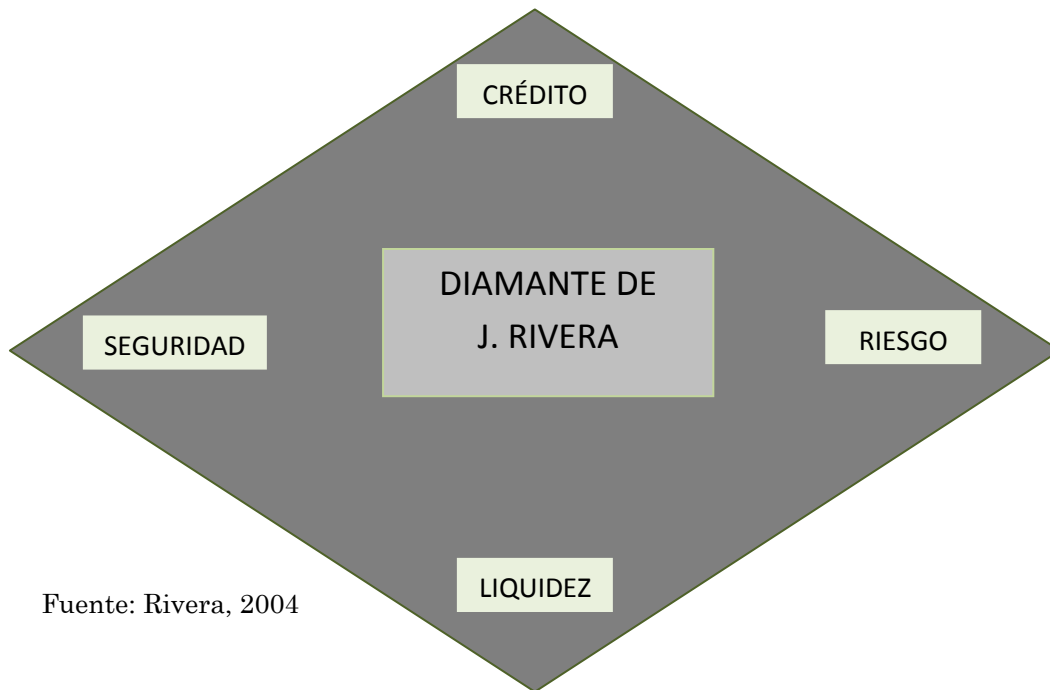 CRÉDITO
DIAMANTE DE
J. RIVERA
SEGURIDAD
RIESGO
LIQUIDEZ
Fuente: Rivera, 2004